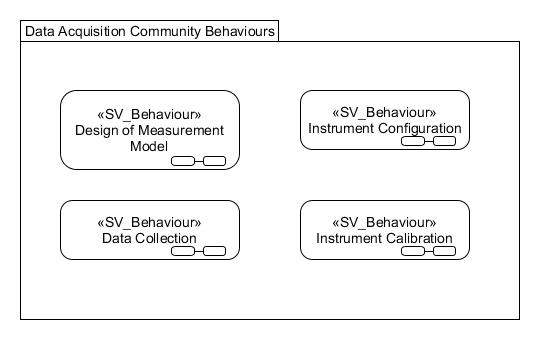 Data Acquisition Community Behaviours
«SV_Behaviour»
Design of Measurement
Model
«SV_Behaviour»
Instrument Configuration
«SV_Behaviour»
Data Collection
«SV_Behaviour»
Instrument Calibration